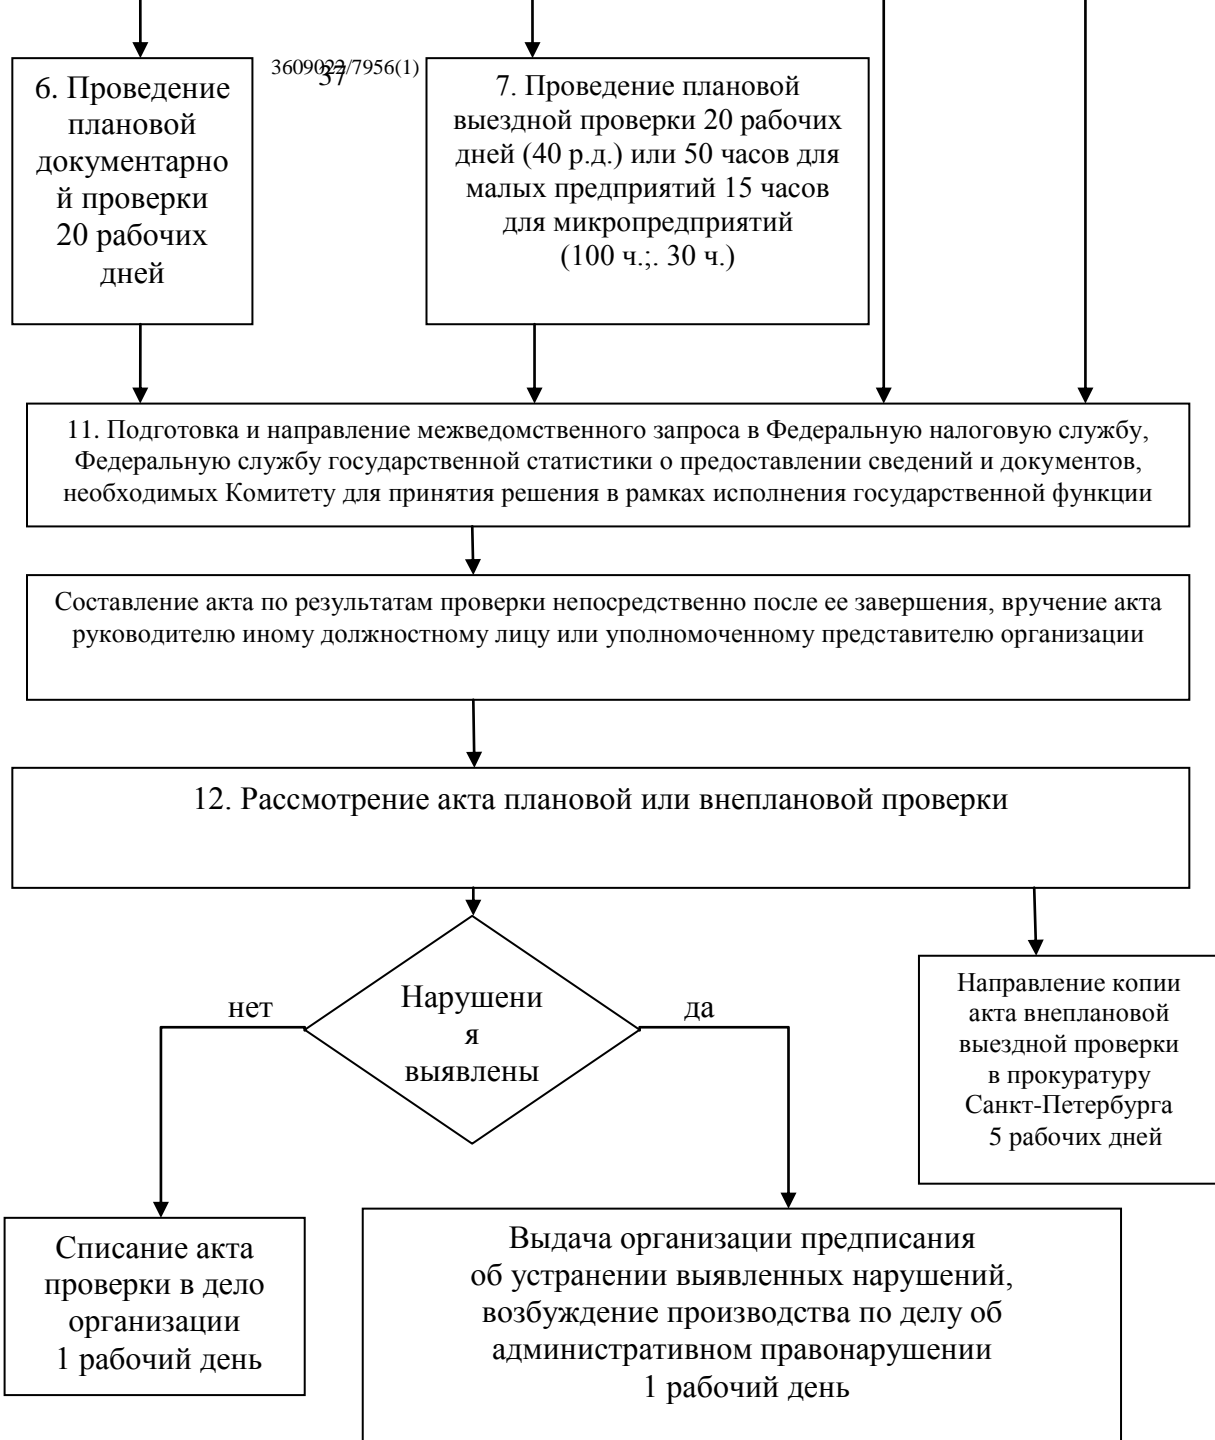 3609022/7956(1)
37
6. Проведение
плановой
документарно
й проверки
20 рабочих
дней
7. Проведение плановой
выездной проверки 20 рабочих
дней (40 р.д.) или 50 часов для
малых предприятий 15 часов
для микропредприятий
(100 ч.;. 30 ч.)
11. Подготовка и направление межведомственного запроса в Федеральную налоговую службу,
Федеральную службу государственной статистики о предоставлении сведений и документов,
необходимых Комитету для принятия решения в рамках исполнения государственной функции
Составление акта по результатам проверки непосредственно после ее завершения, вручение акта
руководителю иному должностному лицу или уполномоченному представителю организации
12. Рассмотрение акта плановой или внеплановой проверки
нет
Нарушени
я
выявлены
да
Направление копии
акта внеплановой
выездной проверки
в прокуратуру
Санкт-Петербурга
5 рабочих дней
Списание акта
проверки в дело
организации
1 рабочий день
Выдача организации предписания
об устранении выявленных нарушений,
возбуждение производства по делу об
административном правонарушении
1 рабочий день